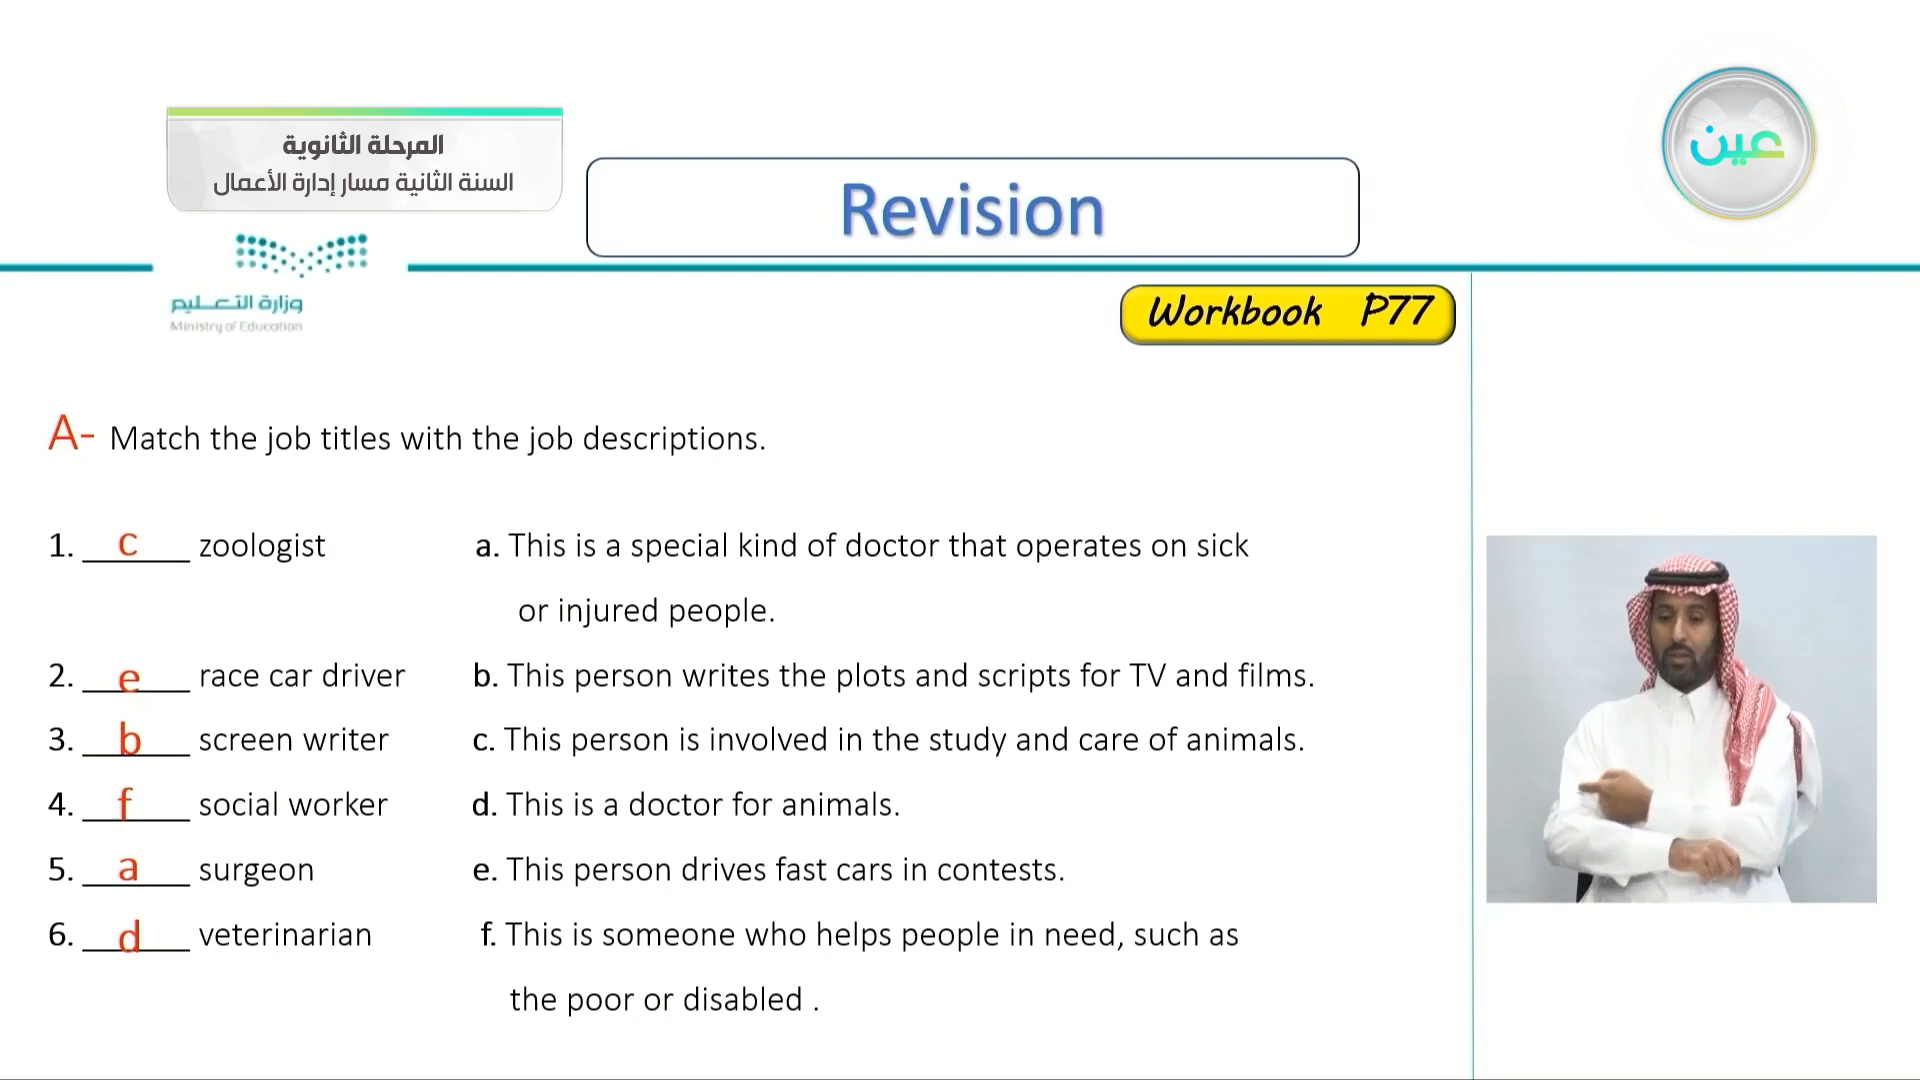 المرحلة الثانوية
السنة الثانية مسار إدارة الأعمال
عين
Revision
وزارة التعليم
Ministry of Education
Workbook P77
A- Match the job titles with the job descriptions.
1. c zoologist
a. This is a special kind of doctor that operates on sick
or injured people.
2. e race car driver
b. This person writes the plots and scripts for TV and films.
3. b screen writer
c. This person is involved in the study and care of animals.
4. f social worker
d. This is a doctor for animals.
5. a surgeon
e. This person drives fast cars in contests.
6. d veterinarian
f. This is someone who helps people in need, such as
the poor or disabled .